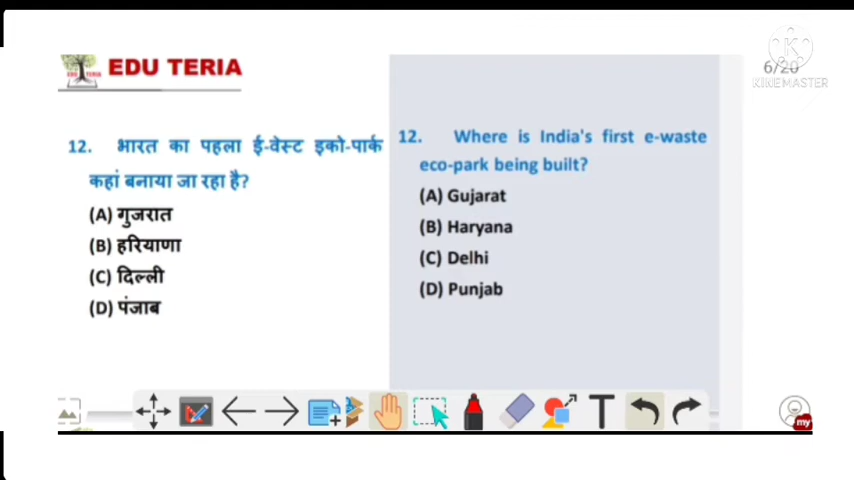 EDU TERIA
12. भारत का पहला ई-वेस्ट इको-पार्क
कहां बनाया जा रहा है?
(A) गुजरात
(B) हरियाणा
(C) दिल्ली
(D) पंजाब
12. Where is India's first e-waste
eco-park being built?
(A) Gujarat
(B) Haryana
(C) Delhi
(D) Punjab
6/20
KINEMASTER
my